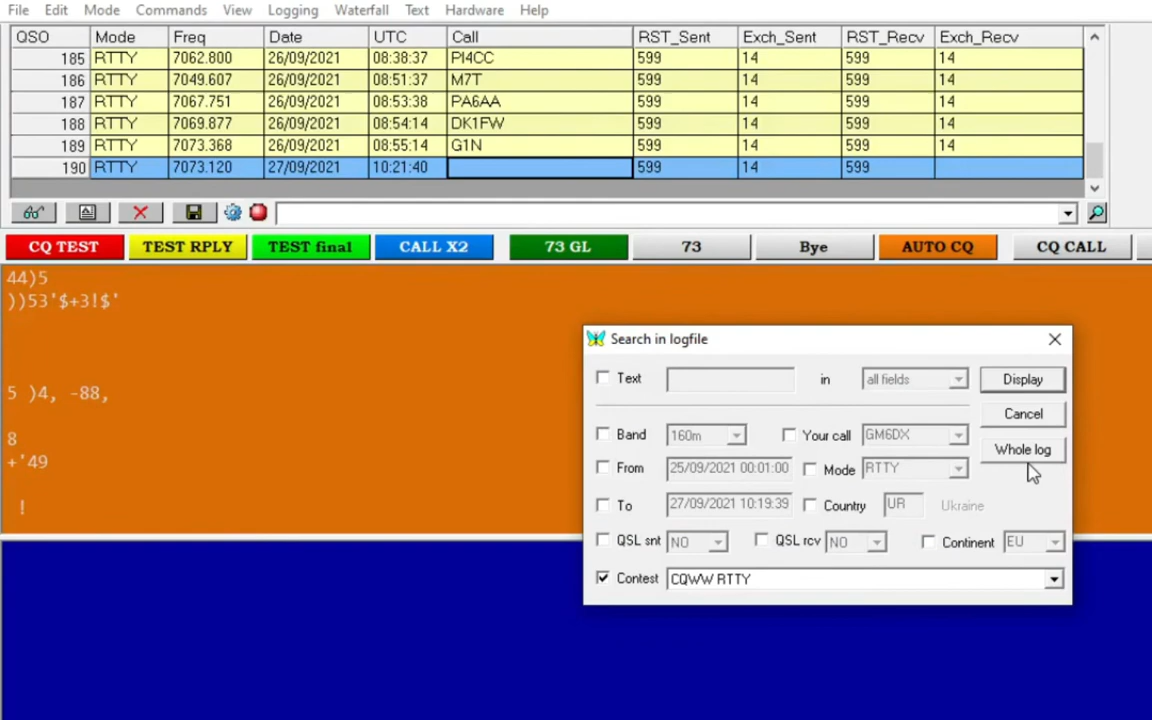 File Edit Mode Commands View Logging Waterfall Text Hardware Help
QSO Mode Freq Date UTC Call RST_Sent Exch_Sent RST_Recv Exch_Recv
185 RTTY 7062.800 26/09/2021 08:38:37 PI4CC 599 14 599 14
186 RTTY 7049.607 26/09/2021 08:51:37 M7T 599 14 599 14
187 RTTY 7067.751 26/09/2021 08:53:38 PA6AA 599 14 599 14
188 RTTY 7069.877 26/09/2021 08:54:14 DK1FW 599 14 599 14
189 RTTY 7073.368 26/09/2021 08:55:14 G1N 599 14 599 14
190 RTTY 7073.120 27/09/2021 10:21:40 599 14 599
CQ TEST TEST RPLY TEST final CALL X2 73 GL 73 Bye AUTO CQ CQ CALL
44)5
))53'$+3!$'
5 )4, -88,
8
+'49
!
Search in logfile
Text in all fields Display
Cancel
Band 160m Your call GM6DX
Whole log
From 25/09/2021 00:01:00 Mode RTTY
To 27/09/2021 10:19:39 Country UR Ukraine
QSL snt NO QSL rcv NO Continent EU
Contest CQWW RTTY